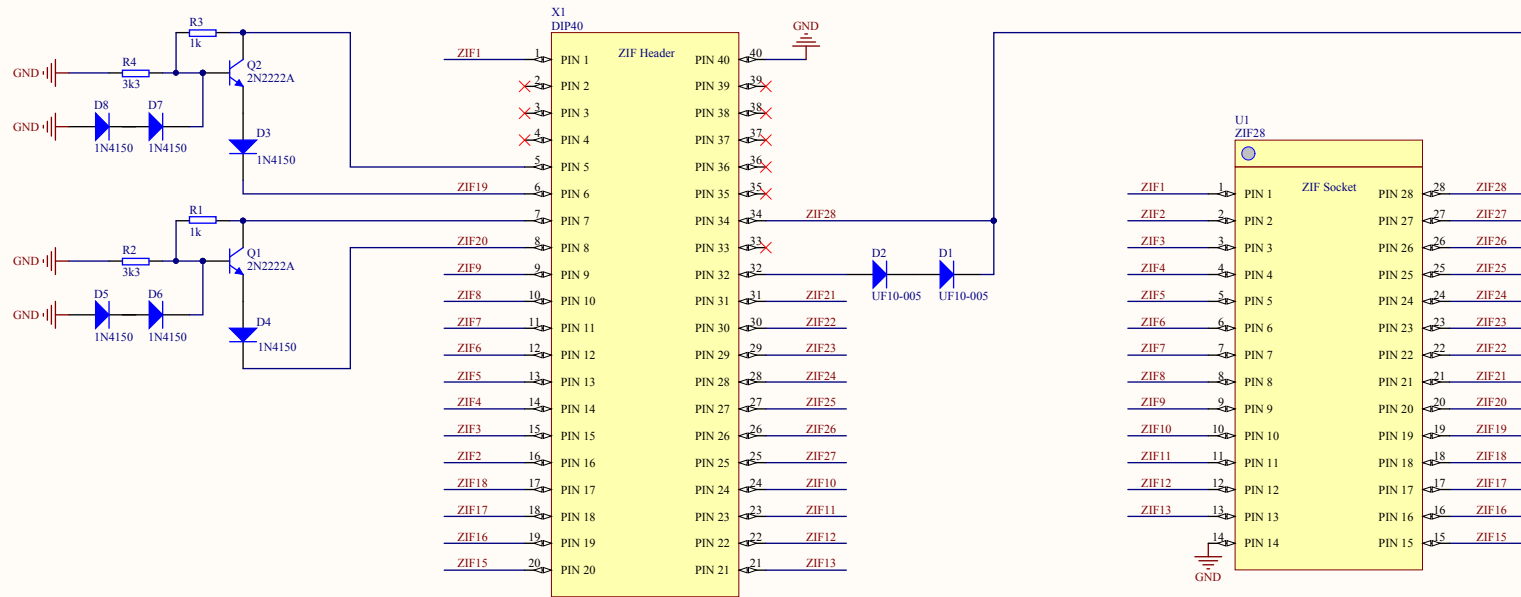 R3
1k
R4
3k3
GND
Q2
2N2222A
D8
D7
GND
1N4150
1N4150
D3
1N4150
R1
1k
R2
3k3
GND
Q1
2N2222A
D5
D6
GND
1N4150
1N4150
D4
1N4150
X1
DIP40
ZIF Header
GND
ZIF1 1 PIN 1 PIN 40 40
2 PIN 2 PIN 39 39
3 PIN 3 PIN 38 38
4 PIN 4 PIN 37 37
5 PIN 5 PIN 36 36
ZIF19 6 PIN 6 PIN 35 35
7 PIN 7 PIN 34 34 ZIF28
ZIF20 8 PIN 8 PIN 33 33
ZIF9 9 PIN 9 PIN 32 32
ZIF8 10 PIN 10 PIN 31 31 ZIF21
ZIF7 11 PIN 11 PIN 30 30 ZIF22
ZIF6 12 PIN 12 PIN 29 29 ZIF23
ZIF5 13 PIN 13 PIN 28 28 ZIF24
ZIF4 14 PIN 14 PIN 27 27 ZIF25
ZIF3 15 PIN 15 PIN 26 26 ZIF26
ZIF2 16 PIN 16 PIN 25 25 ZIF27
ZIF18 17 PIN 17 PIN 24 24 ZIF10
ZIF17 18 PIN 18 PIN 23 23 ZIF11
ZIF16 19 PIN 19 PIN 22 22 ZIF12
ZIF15 20 PIN 20 PIN 21 21 ZIF13
D2
UF10-005
D1
UF10-005
U1
ZIF28
ZIF Socket
ZIF1 1 PIN 1 PIN 28 28 ZIF28
ZIF2 2 PIN 2 PIN 27 27 ZIF27
ZIF3 3 PIN 3 PIN 26 26 ZIF26
ZIF4 4 PIN 4 PIN 25 25 ZIF25
ZIF5 5 PIN 5 PIN 24 24 ZIF24
ZIF6 6 PIN 6 PIN 23 23 ZIF23
ZIF7 7 PIN 7 PIN 22 22 ZIF22
ZIF8 8 PIN 8 PIN 21 21 ZIF21
ZIF9 9 PIN 9 PIN 20 20 ZIF20
ZIF10 10 PIN 10 PIN 19 19 ZIF19
ZIF11 11 PIN 11 PIN 18 18 ZIF18
ZIF12 12 PIN 12 PIN 17 17 ZIF17
ZIF13 13 PIN 13 PIN 16 16 ZIF16
14 PIN 14 PIN 15 15 ZIF15
GND